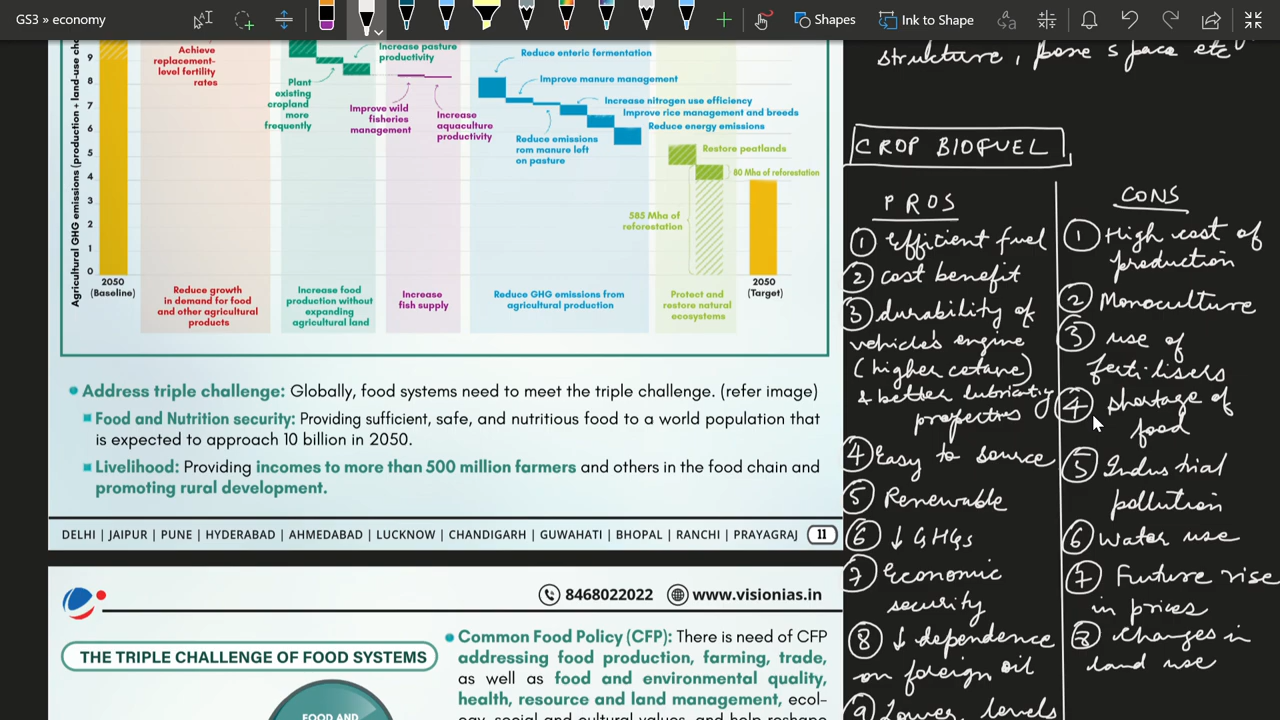 GS3 » economy
Shapes
Ink to Shape
Agricultural GHG emissions (production + land-use cha
9
8
7
6
5
4
3
2
1
0
2050
(Baseline)
Achieve
replacement-
level fertility
rates
Reduce growth
in demand for food
and other agricultural
products
Increase pasture
productivity
Plant
existing
cropland
more
frequently
Increase food
production without
expanding
agricultural land
Improve wild
fisheries
management
Increase
aquaculture
productivity
Increase
fish supply
Reduce enteric fermentation
Improve manure management
Increase nitrogen use efficiency
Improve rice management and breeds
Reduce energy emissions
Reduce emissions
rom manure left
on pasture
Reduce GHG emissions from
agricultural production
Restore peatlands
80 Mha of reforestation
585 Mha of
reforestation
Protect and
restore natural
ecosystems
2050
(Target)
Address triple challenge: Globally, food systems need to meet the triple challenge. (refer image)
Food and Nutrition security: Providing sufficient, safe, and nutritious food to a world population that
is expected to approach 10 billion in 2050.
Livelihood: Providing incomes to more than 500 million farmers and others in the food chain and
promoting rural development.
DELHI | JAIPUR | PUNE | HYDERABAD | AHMEDABAD | LUCKNOW | CHANDIGARH | GUWAHATI | BHOPAL | RANCHI | PRAYAGRAJ 11
8468022022 www.visionias.in
THE TRIPLE CHALLENGE OF FOOD SYSTEMS
FOOD AND
Common Food Policy (CFP): There is need of CFP
addressing food production, farming, trade,
as well as food and environmental quality,
health, resource and land management, ecol-
ogy, social and cultural values, and help reshape
structure, etc
CROP BIOFUEL
PROS
① Efficient fuel
② cost benefit
③ durability of
vehicle's engine
(higher cetane)
& better lubricity
properties
④ Easy to source
⑤ Renewable
⑥ ↓ GHGs
⑦ Economic
security
⑧ ↓ dependence
on foreign oil
⑨ Lower levels
CONS
① High cost of
production
② Monoculture
③ use of
fertilisers
④ shortage of
food
⑤ Industrial
pollution
⑥ Water use
⑦ Future rise
in prices
⑧ Changes in
land use